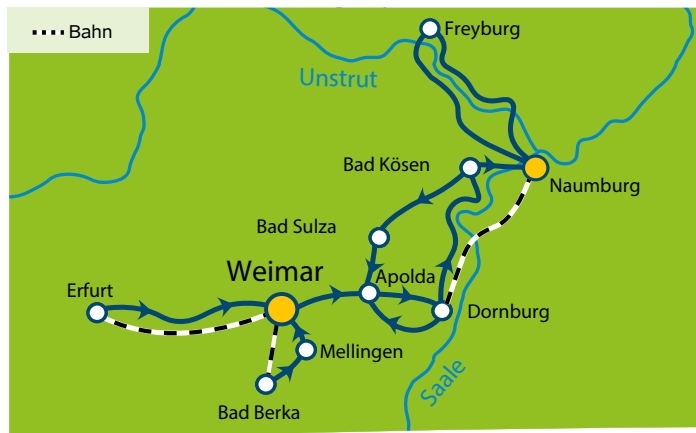 Bahn
Freyburg
Unstrut
Bad Kösen
Naumburg
Bad Sulza
Weimar
Apolda
Erfurt
Dornburg
Mellingen
Saale
Bad Berka